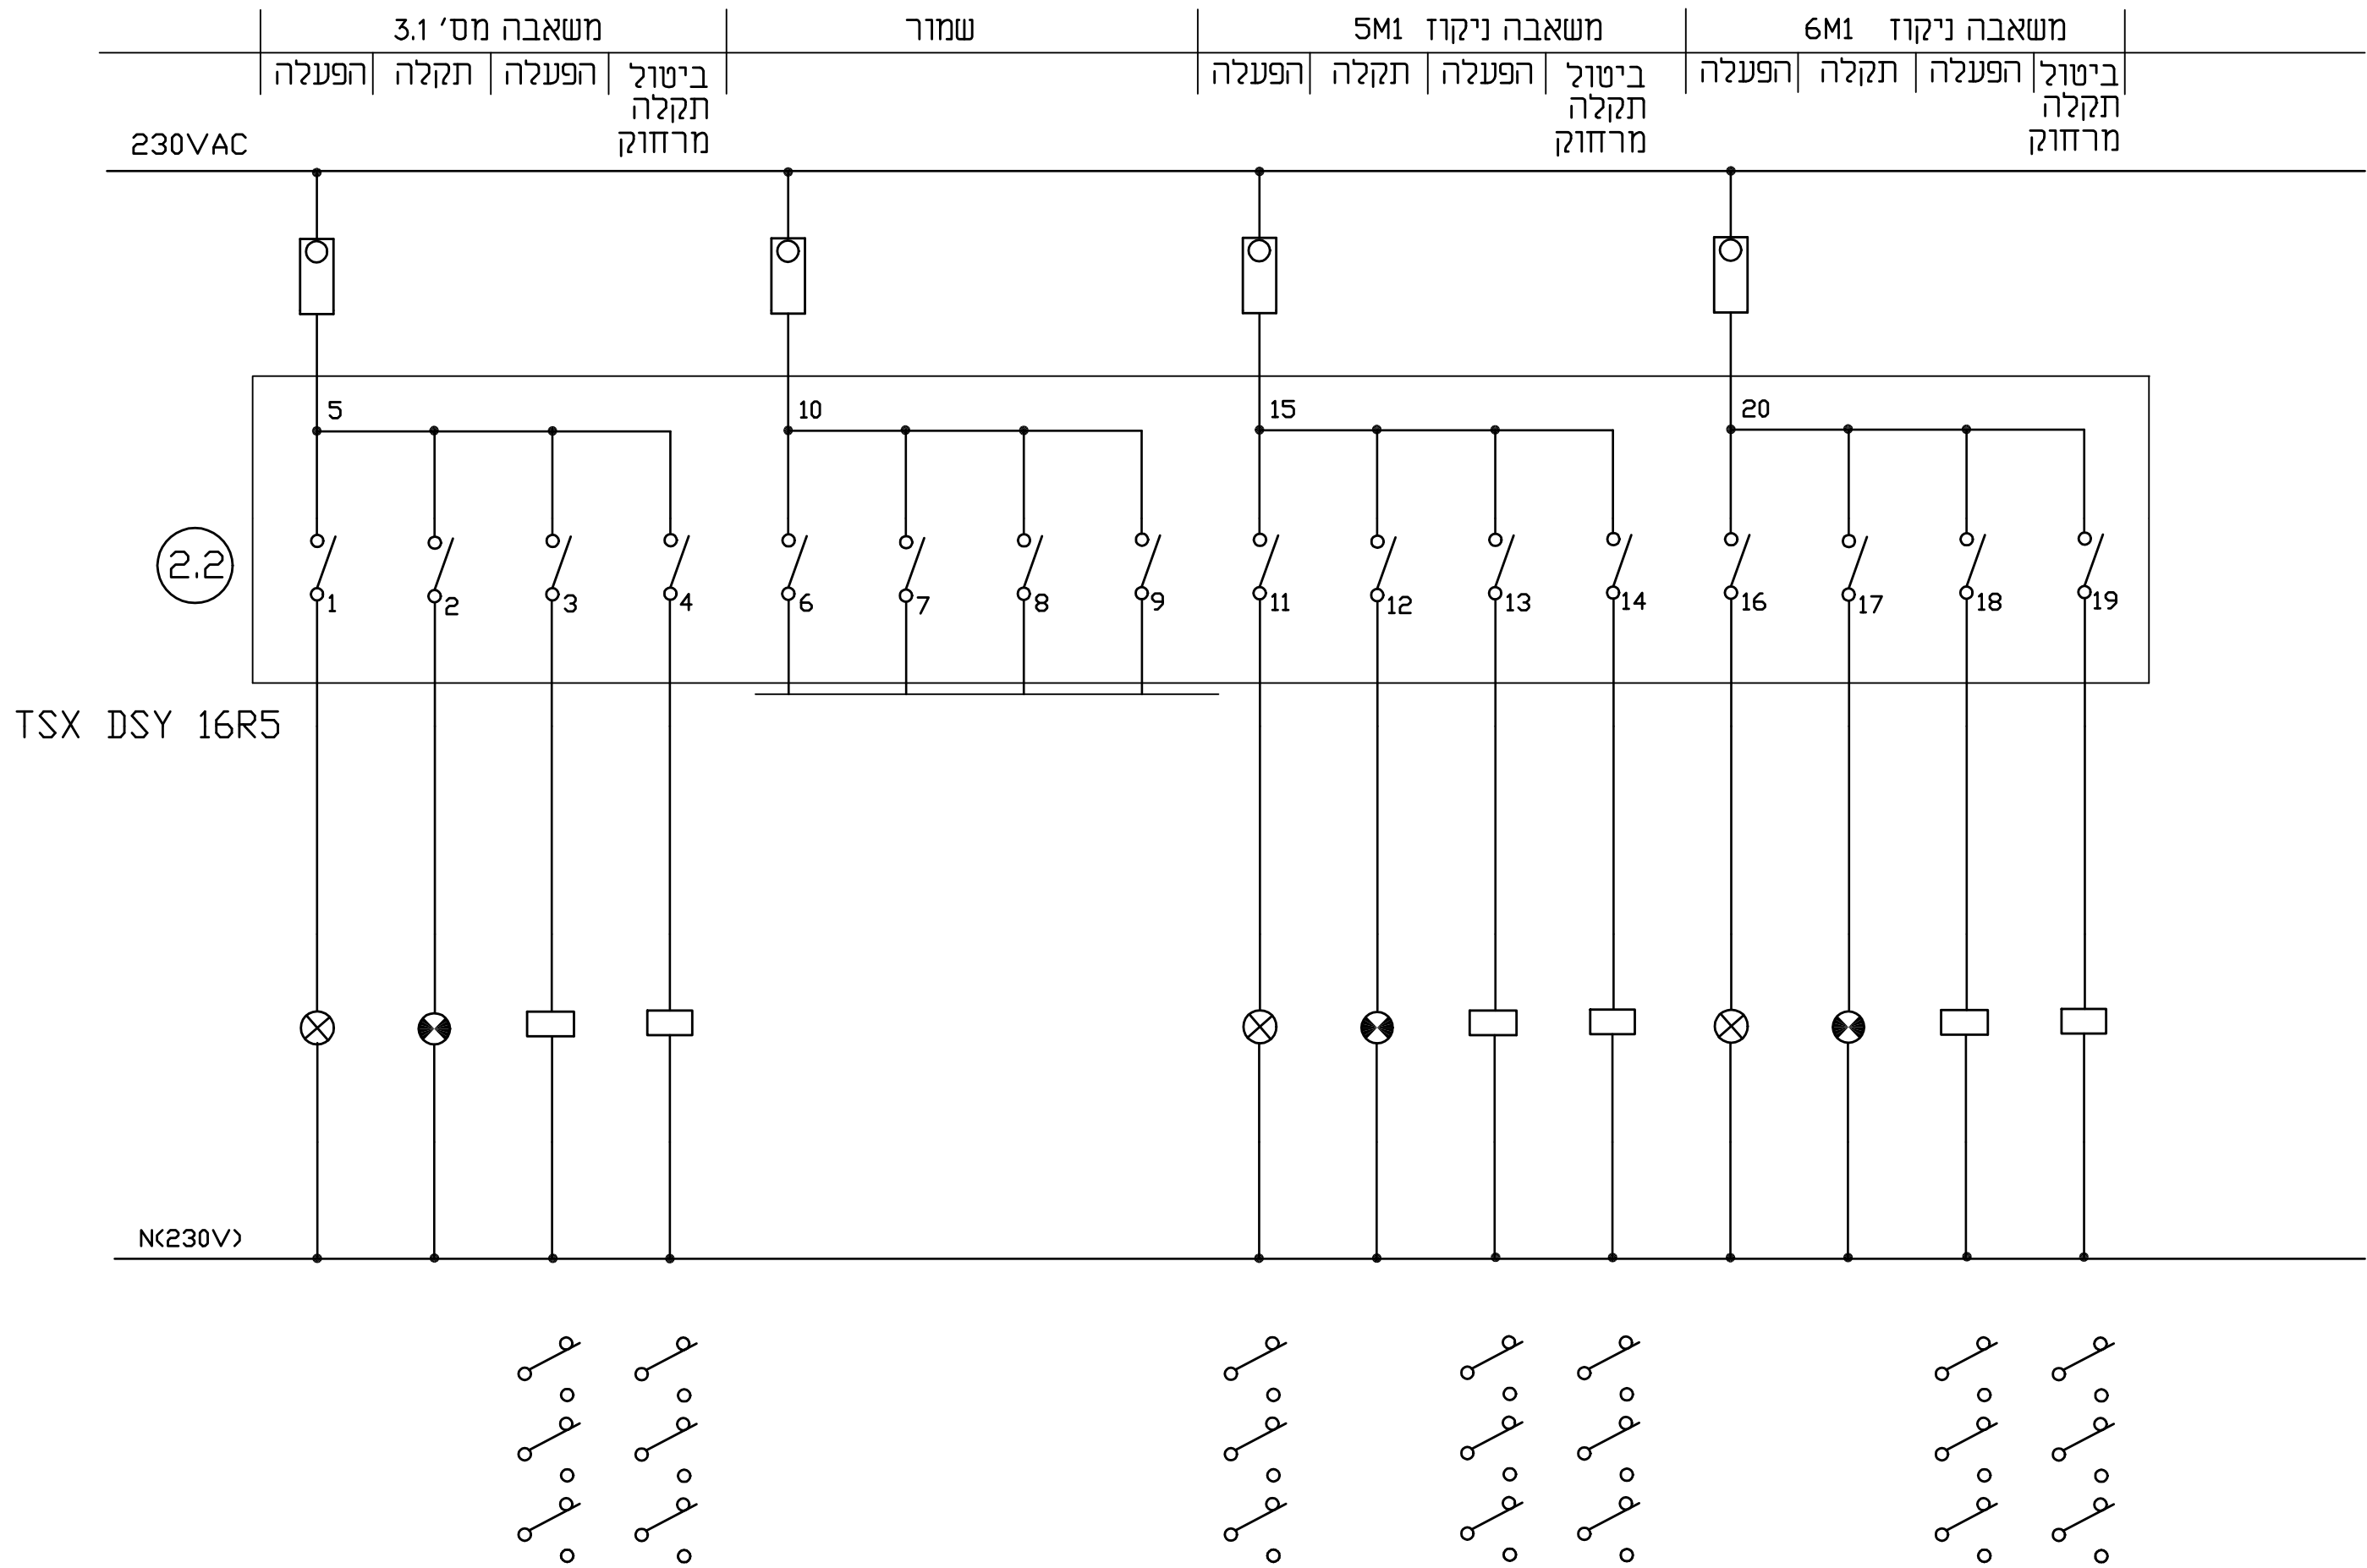 משאבה מס' 3.1
שמור
משאבה ניקוז 5M1
משאבה ניקוז 6M1
הפעלה
תקלה
הפעלה
ביטול
תקלה
מרחוק
הפעלה
תקלה
הפעלה
ביטול
תקלה
מרחוק
הפעלה
תקלה
הפעלה
ביטול
תקלה
מרחוק
230VAC
5
10
15
20
2.2
1
2
3
4
6
7
8
9
11
12
13
14
16
17
18
19
TSX DSY 16R5
N(230V)